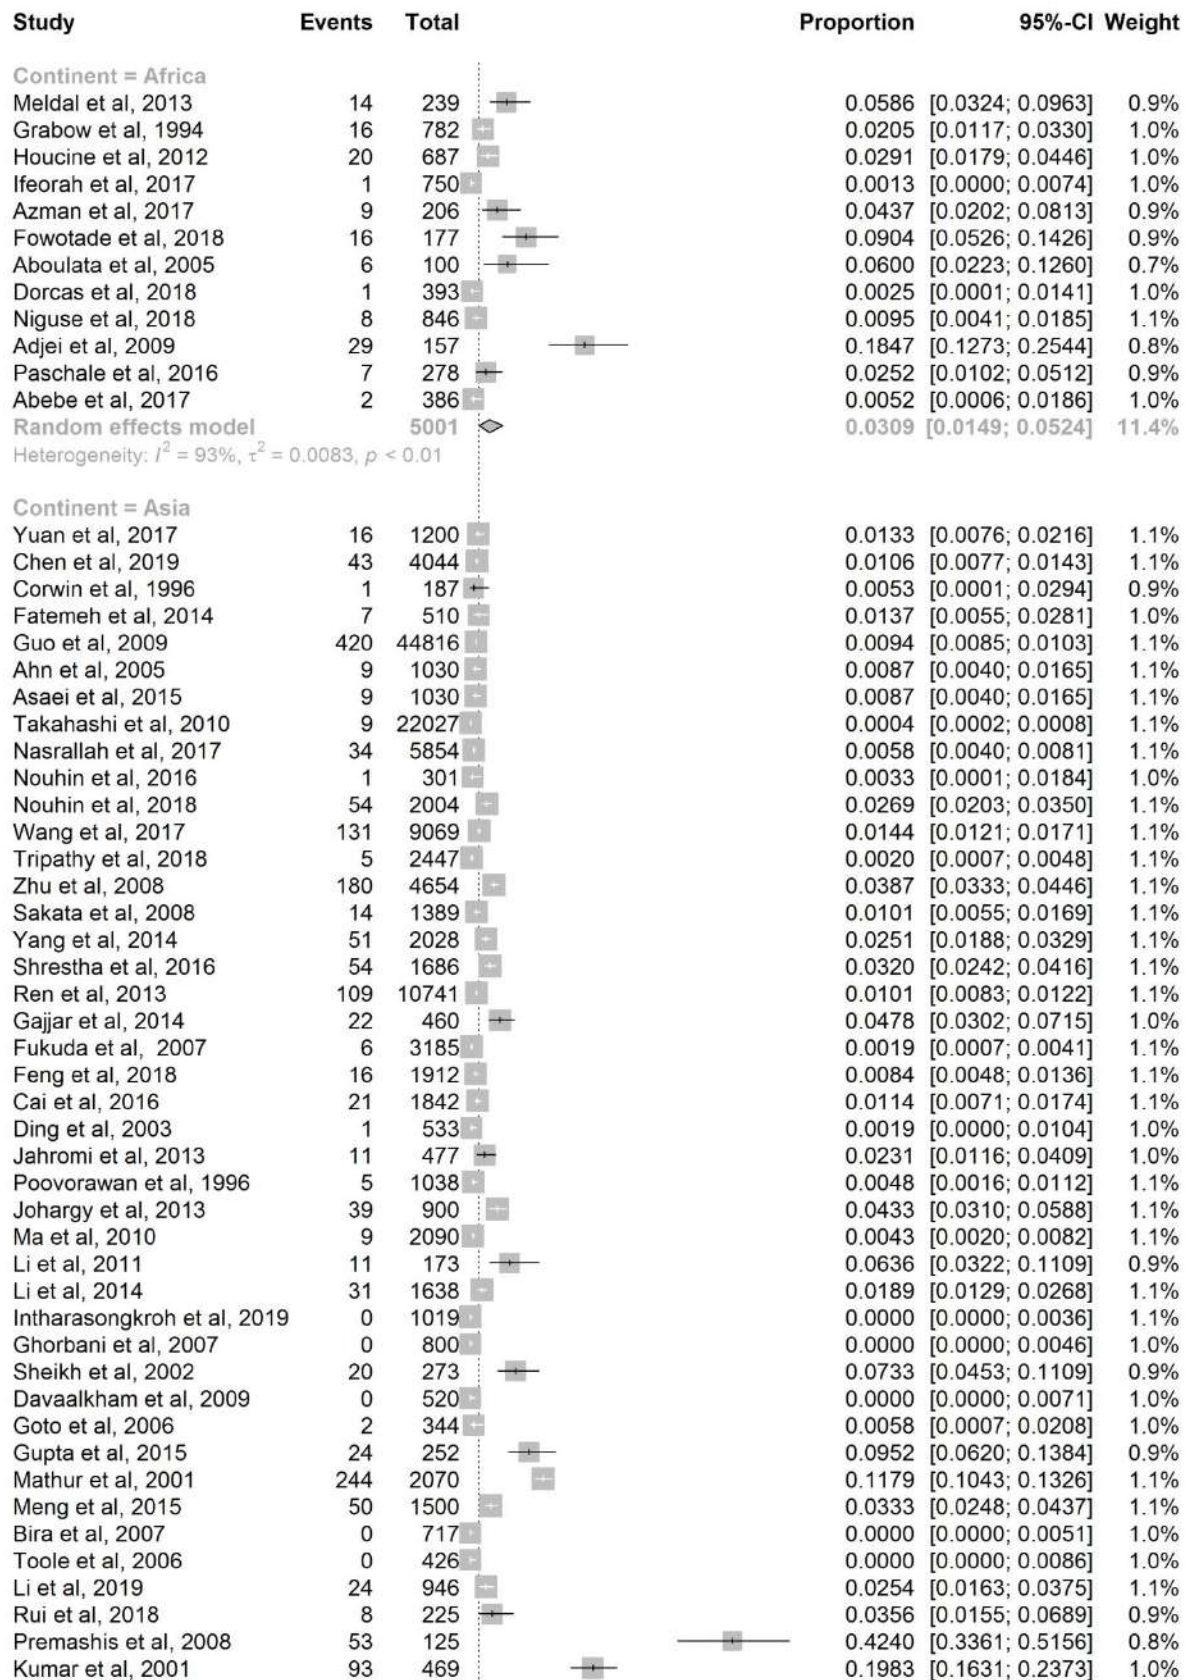 Study Events Total Proportion 95%-CI Weight
Continent = Africa
Meldal et al, 2013 14 239 0.0586 [0.0324; 0.0963] 0.9%
Grabow et al, 1994 16 782 0.0205 [0.0117; 0.0330] 1.0%
Houcine et al, 2012 20 687 0.0291 [0.0179; 0.0446] 1.0%
Ifeorah et al, 2017 1 750 0.0013 [0.0000; 0.0074] 1.0%
Azman et al, 2017 9 206 0.0437 [0.0202; 0.0813] 0.9%
Fowotade et al, 2018 16 177 0.0904 [0.0526; 0.1426] 0.9%
Aboulata et al, 2005 6 100 0.0600 [0.0223; 0.1260] 0.7%
Dorcas et al, 2018 1 393 0.0025 [0.0001; 0.0141] 1.0%
Niguse et al, 2018 8 846 0.0095 [0.0041; 0.0185] 1.1%
Adjei et al, 2009 29 157 0.1847 [0.1273; 0.2544] 0.8%
Paschale et al, 2016 7 278 0.0252 [0.0102; 0.0512] 0.9%
Abebe et al, 2017 2 386 0.0052 [0.0006; 0.0186] 1.0%
Random effects model 5001 0.0309 [0.0149; 0.0524] 11.4%
Heterogeneity: I² = 93%, τ² = 0.0083, p < 0.01
Continent = Asia
Yuan et al, 2017 16 1200 0.0133 [0.0076; 0.0216] 1.1%
Chen et al, 2019 43 4044 0.0106 [0.0077; 0.0143] 1.1%
Corwin et al, 1996 1 187 0.0053 [0.0001; 0.0294] 0.9%
Fatemeh et al, 2014 7 510 0.0137 [0.0055; 0.0281] 1.0%
Guo et al, 2009 420 44816 0.0094 [0.0085; 0.0103] 1.1%
Ahn et al, 2005 9 1030 0.0087 [0.0040; 0.0165] 1.1%
Asaei et al, 2015 9 1030 0.0087 [0.0040; 0.0165] 1.1%
Takahashi et al, 2010 9 22027 0.0004 [0.0002; 0.0008] 1.1%
Nasrallah et al, 2017 34 5854 0.0058 [0.0040; 0.0081] 1.1%
Nouhin et al, 2016 1 301 0.0033 [0.0001; 0.0184] 1.0%
Nouhin et al, 2018 54 2004 0.0269 [0.0203; 0.0350] 1.1%
Wang et al, 2017 131 9069 0.0144 [0.0121; 0.0171] 1.1%
Tripathy et al, 2018 5 2447 0.0020 [0.0007; 0.0048] 1.1%
Zhu et al, 2008 180 4654 0.0387 [0.0333; 0.0446] 1.1%
Sakata et al, 2008 14 1389 0.0101 [0.0055; 0.0169] 1.1%
Yang et al, 2014 51 2028 0.0251 [0.0188; 0.0329] 1.1%
Shrestha et al, 2016 54 1686 0.0320 [0.0242; 0.0416] 1.1%
Ren et al, 2013 109 10741 0.0101 [0.0083; 0.0122] 1.1%
Gajjar et al, 2014 22 460 0.0478 [0.0302; 0.0715] 1.0%
Fukuda et al, 2007 6 3185 0.0019 [0.0007; 0.0041] 1.1%
Feng et al, 2018 16 1912 0.0084 [0.0048; 0.0136] 1.1%
Cai et al, 2016 21 1842 0.0114 [0.0071; 0.0174] 1.1%
Ding et al, 2003 1 533 0.0019 [0.0000; 0.0104] 1.0%
Jahromi et al, 2013 11 477 0.0231 [0.0116; 0.0409] 1.0%
Poovorawan et al, 1996 5 1038 0.0048 [0.0016; 0.0112] 1.1%
Johargy et al, 2013 39 900 0.0433 [0.0310; 0.0588] 1.1%
Ma et al, 2010 9 2090 0.0043 [0.0020; 0.0082] 1.1%
Li et al, 2011 11 173 0.0636 [0.0322; 0.1109] 0.9%
Li et al, 2014 31 1638 0.0189 [0.0129; 0.0268] 1.1%
Intharasongkroh et al, 2019 0 1019 0.0000 [0.0000; 0.0036] 1.1%
Ghorbani et al, 2007 0 800 0.0000 [0.0000; 0.0046] 1.0%
Sheikh et al, 2002 20 273 0.0733 [0.0453; 0.1109] 0.9%
Davaalkham et al, 2009 0 520 0.0000 [0.0000; 0.0071] 1.0%
Goto et al, 2006 2 344 0.0058 [0.0007; 0.0208] 1.0%
Gupta et al, 2015 24 252 0.0952 [0.0620; 0.1384] 0.9%
Mathur et al, 2001 244 2070 0.1179 [0.1043; 0.1326] 1.1%
Meng et al, 2015 50 1500 0.0333 [0.0248; 0.0437] 1.1%
Bira et al, 2007 0 717 0.0000 [0.0000; 0.0051] 1.0%
Toole et al, 2006 0 426 0.0000 [0.0000; 0.0086] 1.0%
Li et al, 2019 24 946 0.0254 [0.0163; 0.0375] 1.1%
Rui et al, 2018 8 225 0.0356 [0.0155; 0.0689] 0.9%
Premashis et al, 2008 53 125 0.4240 [0.3361; 0.5156] 0.8%
Kumar et al, 2001 93 469 0.1983 [0.1631; 0.2373] 1.0%